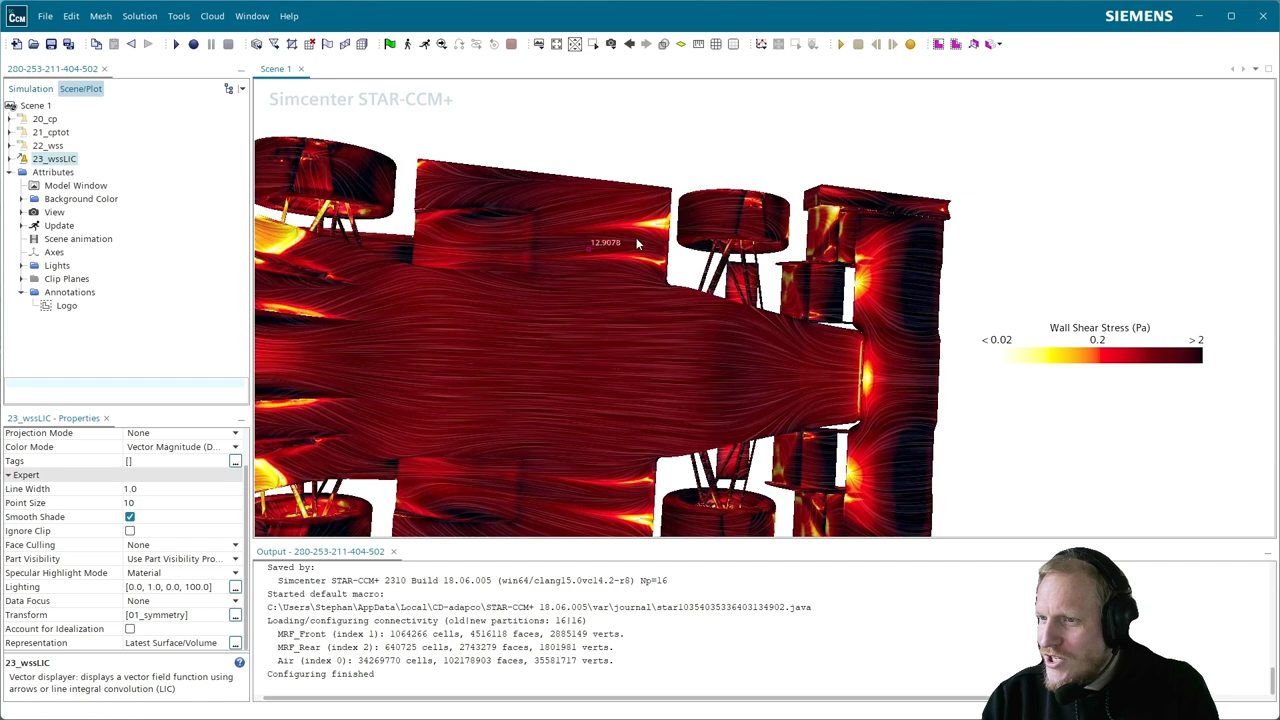 CCM
File Edit Mesh Solution Tools Cloud Window Help
SIEMENS
280-253-211-404-502
Simulation Scene/Plot
Scene 1
20_cp
21_cptot
22_wss
23_wssLIC
Attributes
Model Window
Background Color
View
Update
Scene animation
Axes
Lights
Clip Planes
Annotations
Logo
23_wssLIC - Properties
Projection Mode None
Color Mode Vector Magnitude (D...
Tags []
Expert
Line Width 1.0
Point Size 10
Smooth Shade
Ignore Clip
Face Culling None
Part Visibility Use Part Visibility Pro...
Specular Highlight Mode Material
Lighting [0.0, 1.0, 0.0, 100.0]
Data Focus None
Transform [01_symmetry]
Account for Idealization
Representation Latest Surface/Volume
23_wssLIC
Vector displayer: displays a vector field function using
arrows or line integral convolution (LIC)
Scene 1
Simcenter STAR-CCM+
12.9078
Wall Shear Stress (Pa)
< 0.02 0.2 > 2
Output - 280-253-211-404-502
Saved by:
Simcenter STAR-CCM+ 2310 Build 18.06.005 (win64/clang15.0vc14.2-r8) Np=16
Started default macro:
C:\Users\Stephan\AppData\Local\CD-adapco\STAR-CCM+ 18.06.005\var\journal\star10354035336403134902.java
Loading/configuring connectivity (old|new partitions: 16|16)
MRF_Front (index 1): 1064266 cells, 4516118 faces, 2885149 verts.
MRF_Rear (index 2): 640725 cells, 2743279 faces, 1801981 verts.
Air (index 0): 34269770 cells, 102178903 faces, 35581717 verts.
Configuring finished